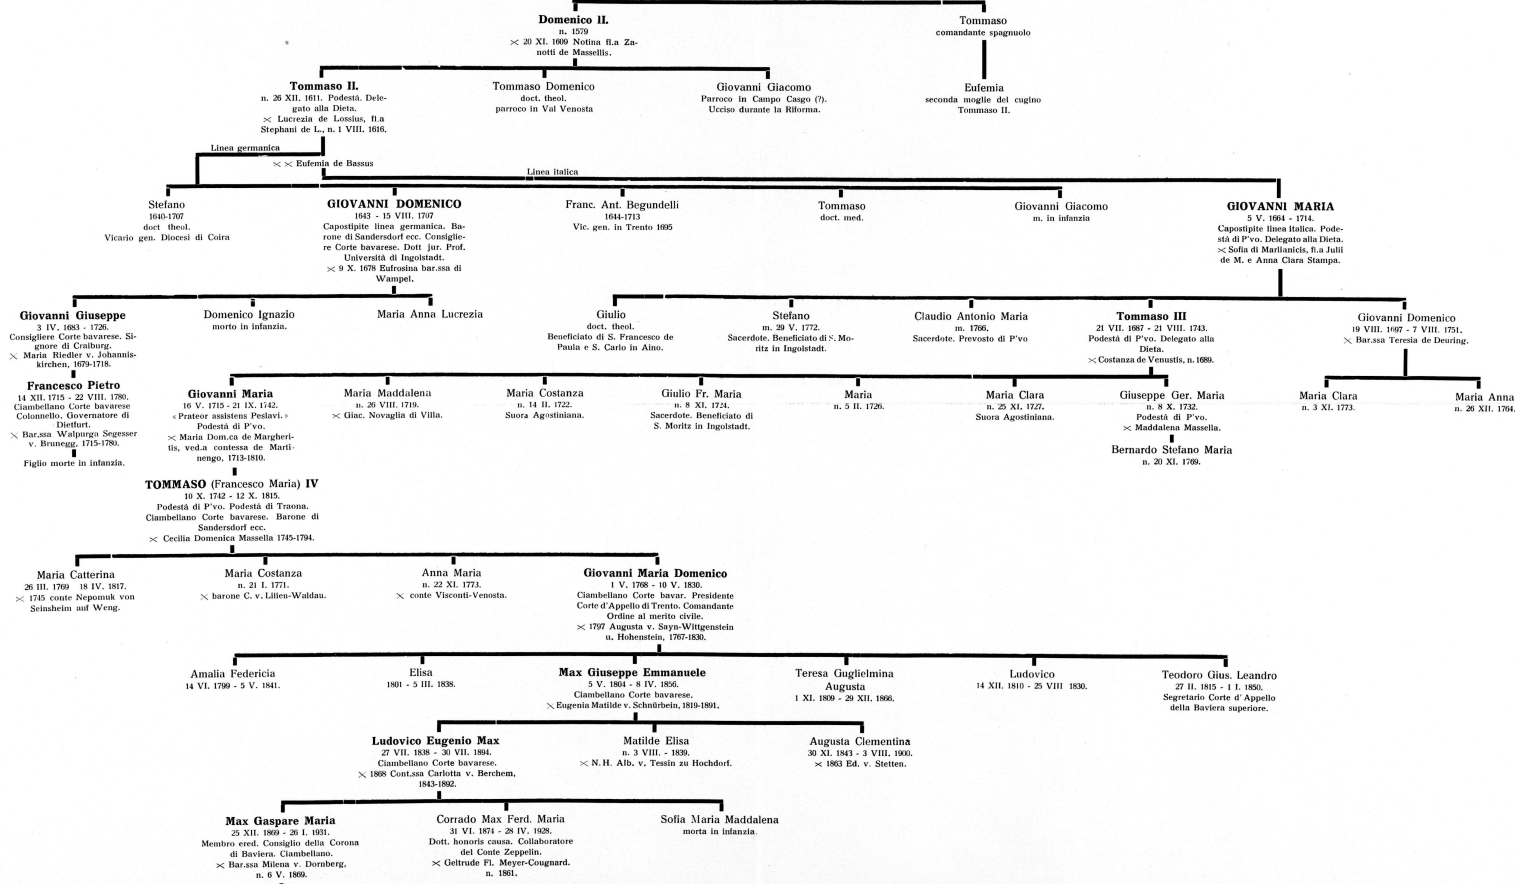 Domenico II.
n. 1579
⚔ 20 XI. 1609 Notina fl.a Za-
notti de Massellis.
Tommaso
comandante spagnuolo
Tommaso II.
n. 26 XII. 1611. Podestà. Dele-
gato alla Dieta.
⚔ Lucrezia de Lossius, fl.a
Stephani de L., n. 1 VIII. 1616.
Tommaso Domenico
doct. theol.
parroco in Val Venosta
Giovanni Giacomo
Parroco in Campo Casgo (?).
Ucciso durante la Riforma.
Eufemia
seconda moglie del cugino
Tommaso II.
Linea germanica
⚔ ⚔ Eufemia de Bassus
Linea italica
Stefano
1640-1707
doct theol.
Vicario gen. Diocesi di Coira
GIOVANNI DOMENICO
1643 - 15 VIII. 1707
Capostipite linea germanica. Ba-
rone di Sandersdorf ecc. Consiglie-
re Corte bavarese. Dott jur. Prof.
Università di Ingolstadt.
⚔ 9 X. 1678 Eufrosina bar.ssa di
Wampel.
Franc. Ant. Begundelli
1644-1713
Vic. gen. in Trento 1695
Tommaso
doct. med.
Giovanni Giacomo
m. in infanzia
GIOVANNI MARIA
5 V. 1664 - 1714.
Capostipite linea italica. Pode-
stà di P'vo. Delegato alla Dieta.
⚔ Sofia di Marlianicis, fl.a Julii
de M. e Anna Clara Stampa.
Giovanni Giuseppe
3 IV. 1683 - 1726.
Consigliere Corte bavarese. Si-
gnore di Craiburg.
⚔ Maria Riedler v. Johannis-
kirchen, 1679-1718.
Domenico Ignazio
morto in infanzia.
Maria Anna Lucrezia
Giulio
doct. theol.
Beneficiato di S. Francesco de
Paula e S. Carlo in Aino.
Stefano
m. 29 V. 1772.
Sacerdote. Beneficiato di S. Mo-
ritz in Ingolstadt.
Claudio Antonio Maria
m. 1766.
Sacerdote. Prevosto di P'vo
Tommaso III
21 VII. 1687 - 21 VIII. 1743.
Podestà di P'vo. Delegato alla
Dieta.
⚔ Costanza de Venustis, n. 1689.
Giovanni Domenico
19 VIII. 1697 - 7 VIII. 1751.
⚔ Bar.ssa Teresia de Deuring.
Francesco Pietro
14 XII. 1715 - 22 VIII. 1780.
Ciambellano Corte bavarese
Colonnello. Governatore di
Dietfurt.
⚔ Bar.ssa Walpurga Segesser
v. Brunegg, 1715-1780.
Figlio morte in infanzia.
Giovanni Maria
16 V. 1715 - 21 IX. 1742.
« Prateor assistens Peslavi. »
Podestà di P'vo.
⚔ Maria Dom.ca de Margheri-
tis, ved.a contessa de Marti-
nengo, 1713-1810.
Maria Maddalena
n. 26 VIII. 1719.
⚔ Giac. Novaglia di Villa.
Maria Costanza
n. 14 II. 1722.
Suora Agostiniana.
Giulio Fr. Maria
n. 8 XI. 1724.
Sacerdote. Beneficiato di
S. Moritz in Ingolstadt.
Maria
n. 5 II. 1726.
Maria Clara
n. 25 XI. 1727.
Suora Agostiniana.
Giuseppe Ger. Maria
n. 8 X. 1732.
Podestà di P'vo.
⚔ Maddalena Massella.
Bernardo Stefano Maria
n. 20 XI. 1769.
Maria Clara
n. 3 XI. 1773.
Maria Anna
n. 26 XII. 1764.
TOMMASO (Francesco Maria) IV
10 X. 1742 - 12 X. 1815.
Podestà di P'vo. Podestà di Traona.
Ciambellano Corte bavarese. Barone di
Sandersdorf ecc.
⚔ Cecilia Domenica Massella 1745-1794.
Maria Catterina
26 III. 1769 18 IV. 1817.
⚔ 1745 conte Nepomuk von
Seinsheim auf Weng.
Maria Costanza
n. 21 I. 1771.
⚔ barone C. v. Lilien-Waldau.
Anna Maria
n. 22 XI. 1773.
⚔ conte Visconti-Venosta.
Giovanni Maria Domenico
1 V. 1768 - 10 V. 1830.
Ciambellano Corte bavar. Presidente
Corte d'Appello di Trento. Comandante
Ordine al merito civile.
⚔ 1797 Augusta v. Sayn-Wittgenstein
u. Hohenstein, 1767-1830.
Amalia Federicia
14 VI. 1799 - 5 V. 1841.
Elisa
1801 - 5 III. 1838.
Max Giuseppe Emmanuele
5 V. 1804 - 8 IV. 1856.
Ciambellano Corte bavarese.
⚔ Eugenia Matilde v. Schnürbein, 1819-1891.
Teresa Guglielmina
Augusta
1 XI. 1809 - 29 XII. 1866.
Ludovico
14 XII. 1810 - 25 VIII 1830.
Teodoro Gius. Leandro
27 II. 1815 - 1 I. 1850.
Segretario Corte d'Appello
della Baviera superiore.
Ludovico Eugenio Max
27 VII. 1838 - 30 VII. 1894.
Ciambellano Corte bavarese.
⚔ 1868 Cont.ssa Carlotta v. Berchem,
1843-1892.
Matilde Elisa
n. 3 VIII. - 1839.
⚔ N. H. Alb. v. Tessin zu Hochdorf.
Augusta Clementina
30 XI. 1843 - 3 VIII. 1900.
⚔ 1863 Ed. v. Stetten.
Max Gaspare Maria
25 XII. 1869 - 26 I. 1931.
Membro ered. Consiglio della Corona
di Baviera. Ciambellano.
⚔ Bar.ssa Milena v. Dornberg,
n. 6 V. 1869.
Corrado Max Ferd. Maria
31 VI. 1874 - 28 IV. 1928.
Dott. honoris causa. Collaboratore
del Conte Zeppelin.
⚔ Geltrude Fl. Meyer-Cougnard.
n. 1861.
Sofia Maria Maddalena
morta in infanzia